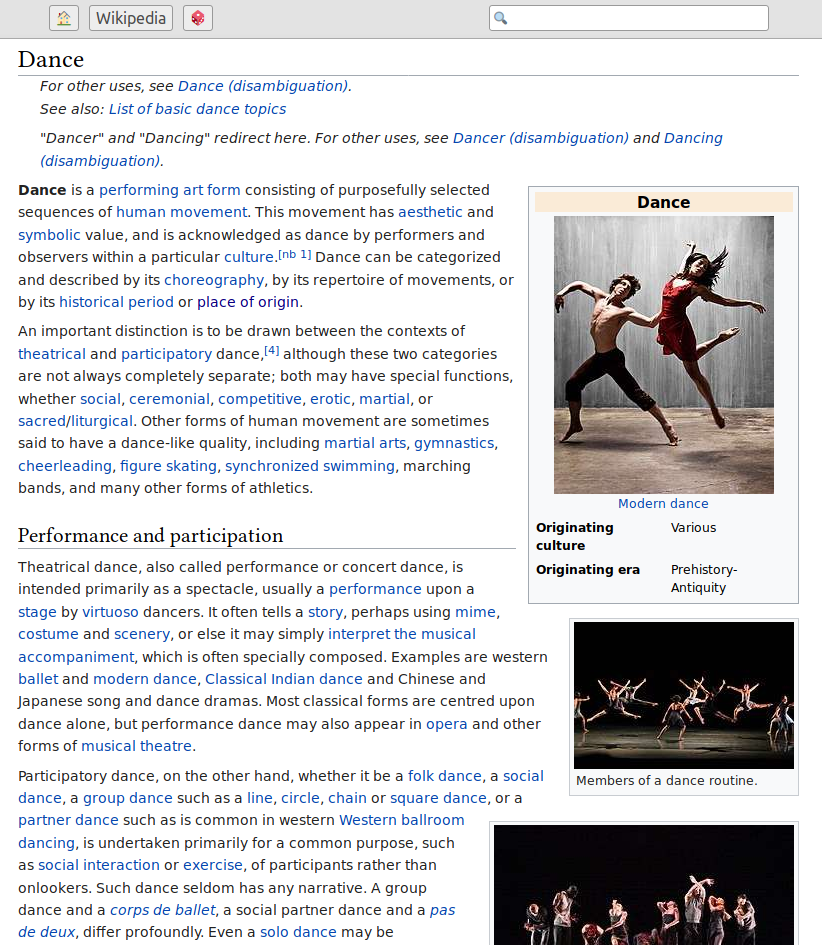 Wikipedia
Dance
For other uses, see Dance (disambiguation).
See also: List of basic dance topics
"Dancer" and "Dancing" redirect here. For other uses, see Dancer (disambiguation) and Dancing
(disambiguation).
Dance is a performing art form consisting of purposefully selected
sequences of human movement. This movement has aesthetic and
symbolic value, and is acknowledged as dance by performers and
observers within a particular culture.[nb 1] Dance can be categorized
and described by its choreography, by its repertoire of movements, or
by its historical period or place of origin.
An important distinction is to be drawn between the contexts of
theatrical and participatory dance,[4] although these two categories
are not always completely separate; both may have special functions,
whether social, ceremonial, competitive, erotic, martial, or
sacred/liturgical. Other forms of human movement are sometimes
said to have a dance-like quality, including martial arts, gymnastics,
cheerleading, figure skating, synchronized swimming, marching
bands, and many other forms of athletics.
Dance
Modern dance
Originating culture Various
Originating era Prehistory-
Antiquity
Performance and participation
Theatrical dance, also called performance or concert dance, is
intended primarily as a spectacle, usually a performance upon a
stage by virtuoso dancers. It often tells a story, perhaps using mime,
costume and scenery, or else it may simply interpret the musical
accompaniment, which is often specially composed. Examples are western
ballet and modern dance, Classical Indian dance and Chinese and
Japanese song and dance dramas. Most classical forms are centred upon
dance alone, but performance dance may also appear in opera and other
forms of musical theatre.
Members of a dance routine.
Participatory dance, on the other hand, whether it be a folk dance, a social
dance, a group dance such as a line, circle, chain or square dance, or a
partner dance such as is common in western Western ballroom
dancing, is undertaken primarily for a common purpose, such
as social interaction or exercise, of participants rather than
onlookers. Such dance seldom has any narrative. A group
dance and a corps de ballet, a social partner dance and a pas
de deux, differ profoundly. Even a solo dance may be